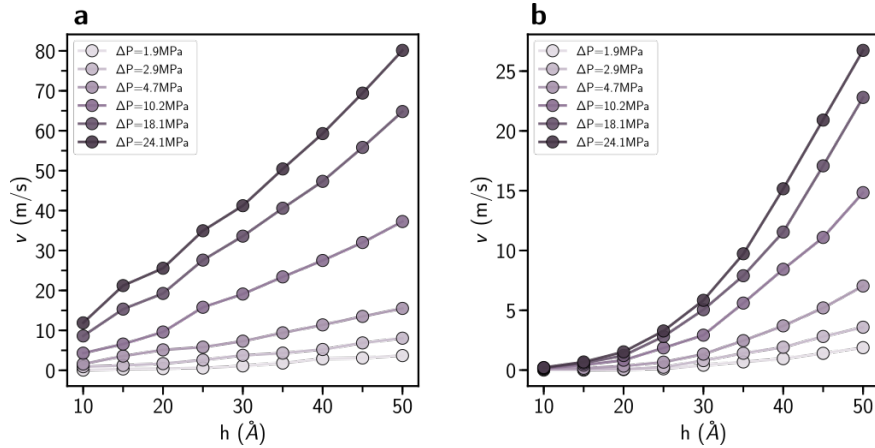 a
80
70
60
50
40
30
20
10
0
v (m/s)
ΔP=1.9MPa
ΔP=2.9MPa
ΔP=4.7MPa
ΔP=10.2MPa
ΔP=18.1MPa
ΔP=24.1MPa
10 20 30 40 50
h (Å)
b
25
20
15
10
5
0
v (m/s)
ΔP=1.9MPa
ΔP=2.9MPa
ΔP=4.7MPa
ΔP=10.2MPa
ΔP=18.1MPa
ΔP=24.1MPa
10 20 30 40 50
h (Å)